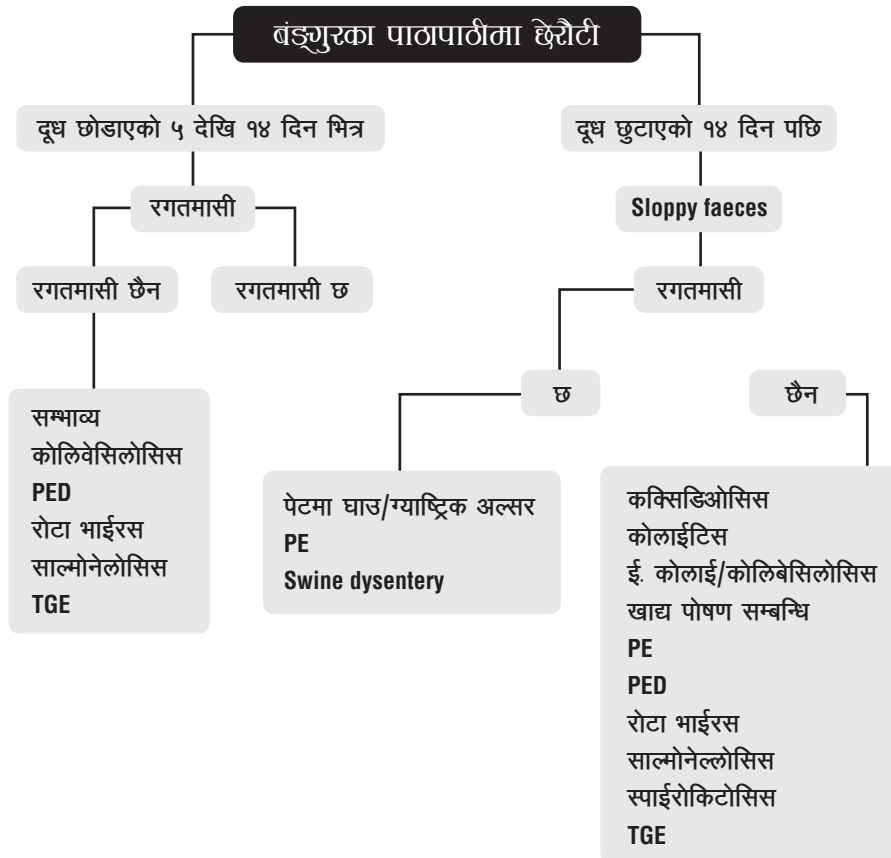 बंङ्गुरका पाठापाठीमा छेरौटी
दूध छोडाएको ५ देखि १४ दिन भित्र
दूध छुटाएको १४ दिन पछि
रगतमासी
Sloppy faeces
रगतमासी छैन
रगतमासी छ
रगतमासी
छ
छैन
सम्भाव्य
कोलिवेसिलोसिस
PED
रोटा भाईरस
साल्मोनेलोसिस
TGE
पेटमा घाउ/ग्याष्ट्रिक अल्सर
PE
Swine dysentery
कक्सिडिओसिस
कोलाईटिस
ई. कोलाई/कोलिबेसिलोसिस
खाद्य पोषण सम्बन्धि
PE
PED
रोटा भाईरस
साल्मोनेल्लोसिस
स्पाईरोकिटोसिस
TGE